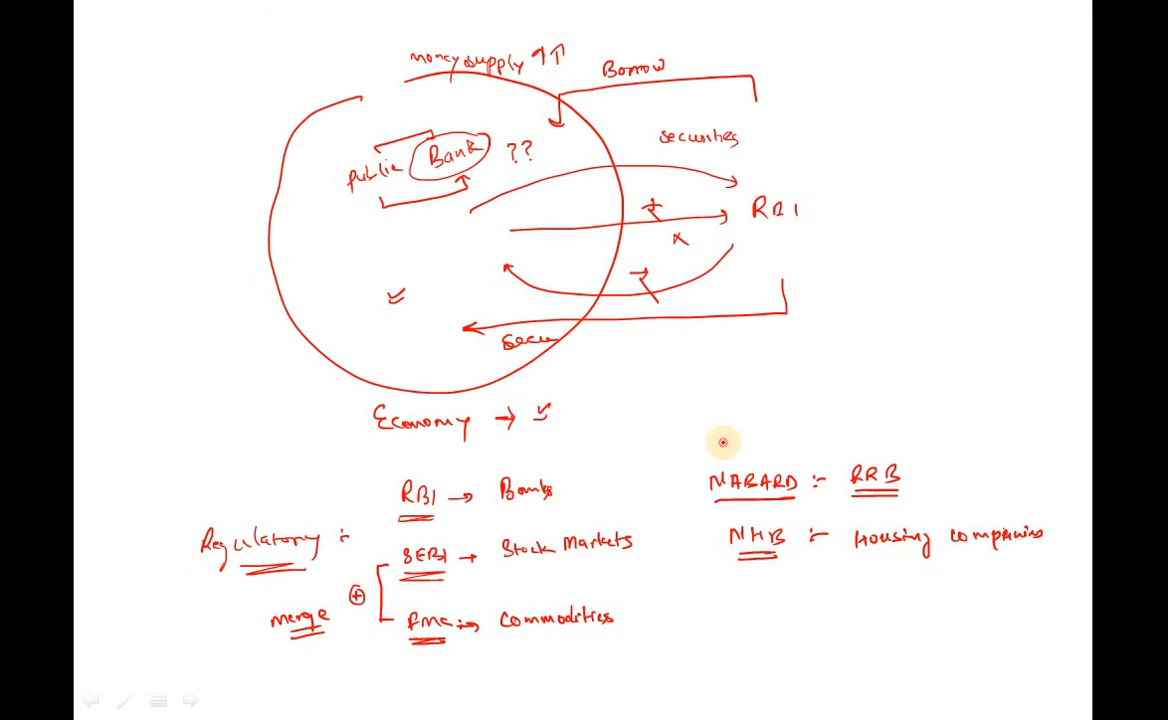 money supply ↑↑
Borrow
securities
public Bank ??
₹
RBI
x
₹
secur
Economy →
RBI → Banks
NABARD :- RRB
Regulatory :-
SEBI → Stock Markets
NHB :- Housing companies
merge +
FMC → Commodities